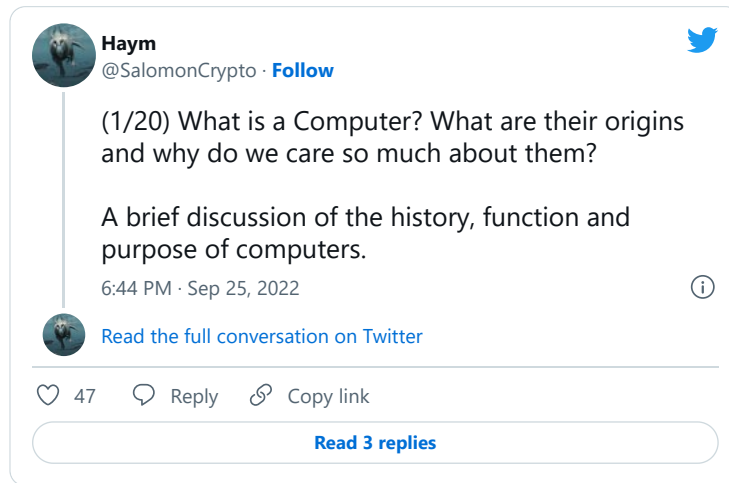 Haym
@SalomonCrypto · Follow
(1/20) What is a Computer? What are their origins
and why do we care so much about them?
A brief discussion of the history, function and
purpose of computers.
6:44 PM · Sep 25, 2022
Read the full conversation on Twitter
47 Reply Copy link
Read 3 replies